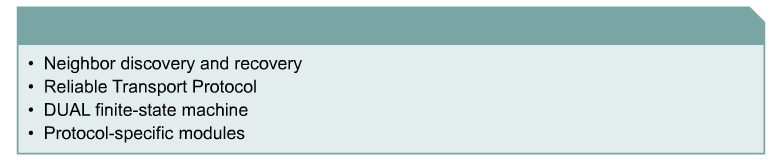 • Neighbor discovery and recovery
• Reliable Transport Protocol
• DUAL finite-state machine
• Protocol-specific modules